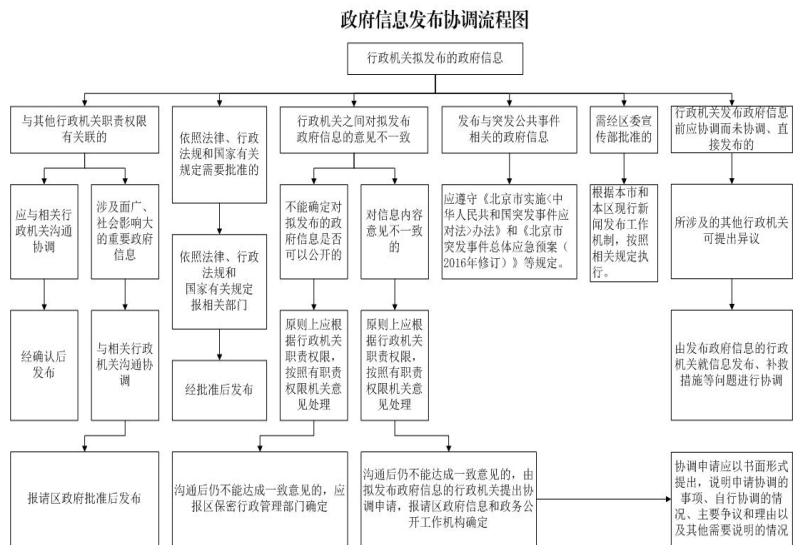 政府信息发布协调流程图
行政机关拟发布的政府信息
与其他行政机关职责权限
有关联的
依照法律、行政
法规和国家有关
规定需要批准的
行政机关之间对拟发布
政府信息的意见不一致
发布与突发公共事件
相关的政府信息
需经区委宣
传部批准的
行政机关发布政府信息
前应协调而未协调、直
接发布的
应与相关行
政机关沟通
协调
涉及面广、
社会影响大
的重要政府
信息
依照法律、行政
法规和
国家有关规定
报相关部门
不能确定对
拟发布的政
府信息是否
可以公开的
对信息内容
意见不一致
的
应遵守《北京市实施<中
华人民共和国突发事件应
对法>办法》和《北京市
突发事件总体应急预案（
2016年修订）》等规定。
根据本市和
本区现行新
闻发布工作
机制，按照
相关规定执
行。
所涉及的其他行政机关
可提出异议
经确认后
发布
与相关行政
机关沟通协
调
经批准后发布
原则上应根
据行政机关
职责权限，
按照有职责
权限机关意
见处理
原则上应根
据行政机关
职责权限，
按照有职责
权限机关意
见处理
由发布政府信息的行政
机关就信息发布、补救
措施等问题进行协调
报请区政府批准后发布
沟通后仍不能达成一致意见的，应
报区保密行政管理部门确定
沟通后仍不能达成一致意见的，由
拟发布政府信息的行政机关提出协
调申请，报请区政府信息和政务公
开工作机构确定
协调申请应以书面形式
提出，说明申请协调的
事项、自行协调的情
况、主要争议和理由以
及其他需要说明的情况